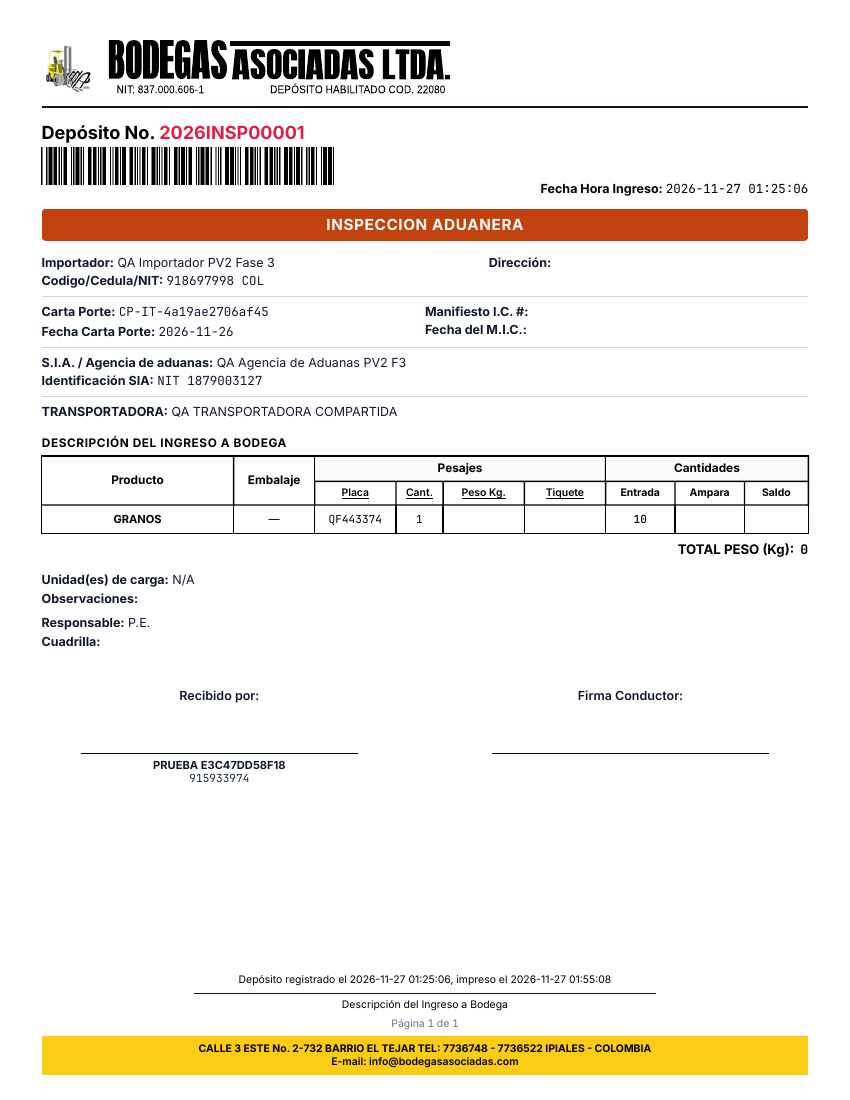 BODEGAS ASOCIADAS LTDA.
NIT: 837.000.606-1 DEPÓSITO HABILITADO COD. 22080
Depósito No. 2026INSP00001
Fecha Hora Ingreso: 2026-11-27 01:25:06
INSPECCION ADUANERA
Importador: QA Importador PV2 Fase 3 Dirección:
Codigo/Cedula/NIT: 918697998 COL
Carta Porte: CP-IT-4a19ae2706af45 Manifiesto I.C. #:
Fecha Carta Porte: 2026-11-26 Fecha del M.I.C.:
S.I.A. / Agencia de aduanas: QA Agencia de Aduanas PV2 F3
Identificación SIA: NIT 1879003127
TRANSPORTADORA: QA TRANSPORTADORA COMPARTIDA
DESCRIPCIÓN DEL INGRESO A BODEGA
Producto Embalaje Pesajes Cantidades
Placa Cant. Peso Kg. Tiquete Entrada Ampara Saldo
GRANOS — QF443374 1 10
TOTAL PESO (Kg): 0
Unidad(es) de carga: N/A
Observaciones:
Responsable: P.E.
Cuadrilla:
Recibido por: Firma Conductor:
PRUEBA E3C47DD58F18
915933974
Depósito registrado el 2026-11-27 01:25:06, impreso el 2026-11-27 01:55:08
Descripción del Ingreso a Bodega
Página 1 de 1
CALLE 3 ESTE No. 2-732 BARRIO EL TEJAR TEL: 7736748 - 7736522 IPIALES - COLOMBIA
E-mail: info@bodegasasociadas.com